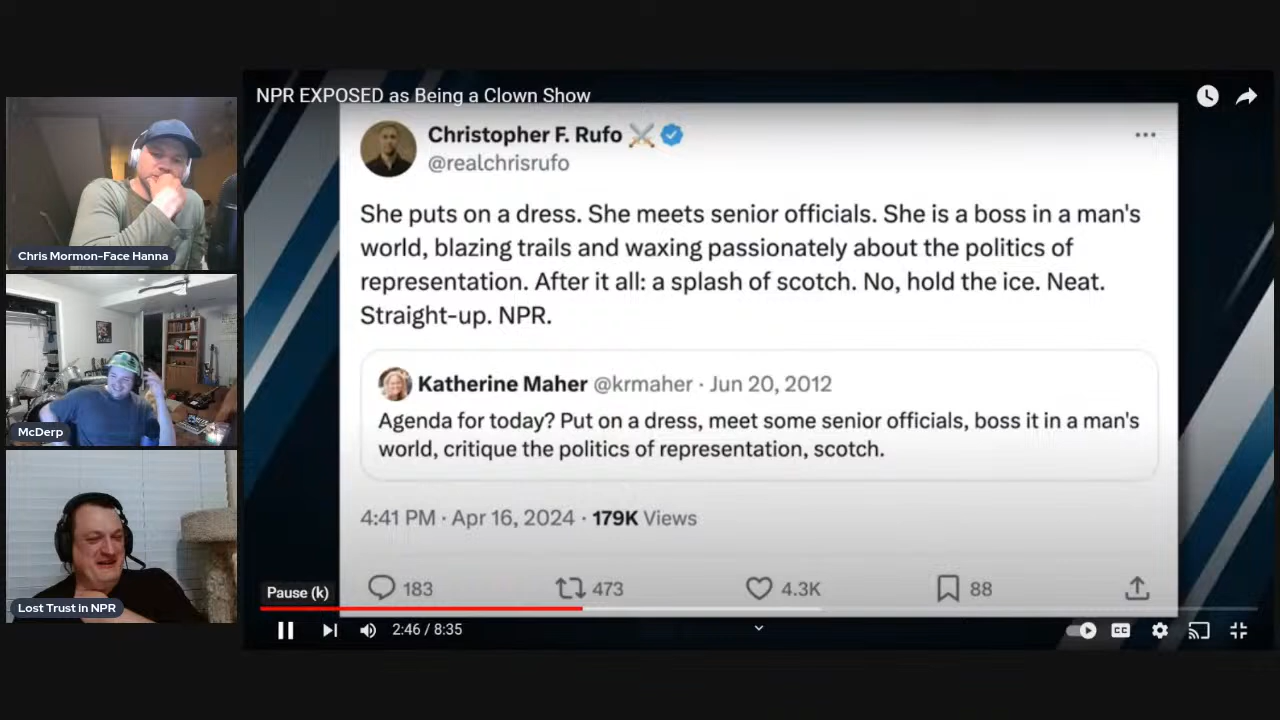 NPR EXPOSED as Being a Clown Show
Christopher F. Rufo
@realchrisrufo
She puts on a dress. She meets senior officials. She is a boss in a man's
world, blazing trails and waxing passionately about the politics of
representation. After it all: a splash of scotch. No, hold the ice. Neat.
Straight-up. NPR.
Katherine Maher @krmaher · Jun 20, 2012
Agenda for today? Put on a dress, meet some senior officials, boss it in a man's
world, critique the politics of representation, scotch.
4:41 PM · Apr 16, 2024 · 179K Views
183 473 4.3K 88
Pause (k)
2:46 / 8:35
CC
Chris Mormon-Face Hanna
McDerp
Lost Trust in NPR